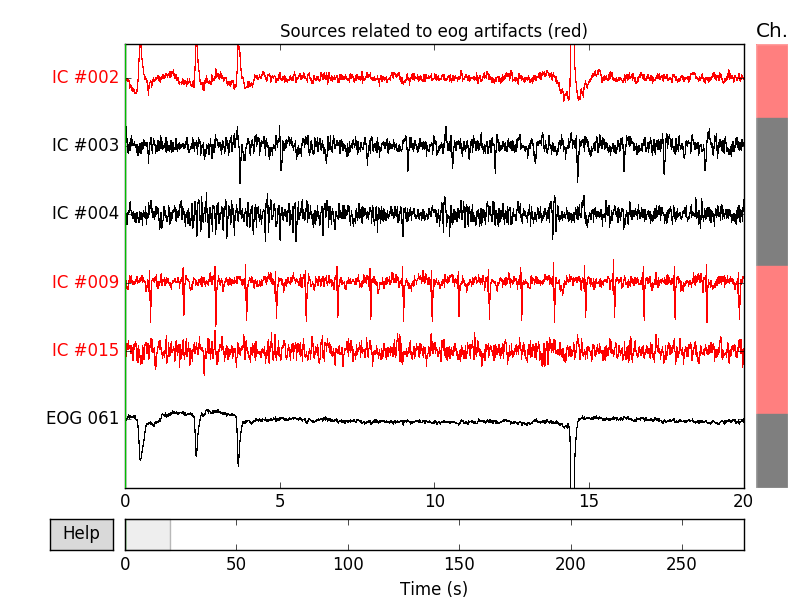 Sources related to eog artifacts (red)
Ch.
IC #002
IC #003
IC #004
IC #009
IC #015
EOG 061
0 5 10 15 20
Help
0 50 100 150 200 250
Time (s)